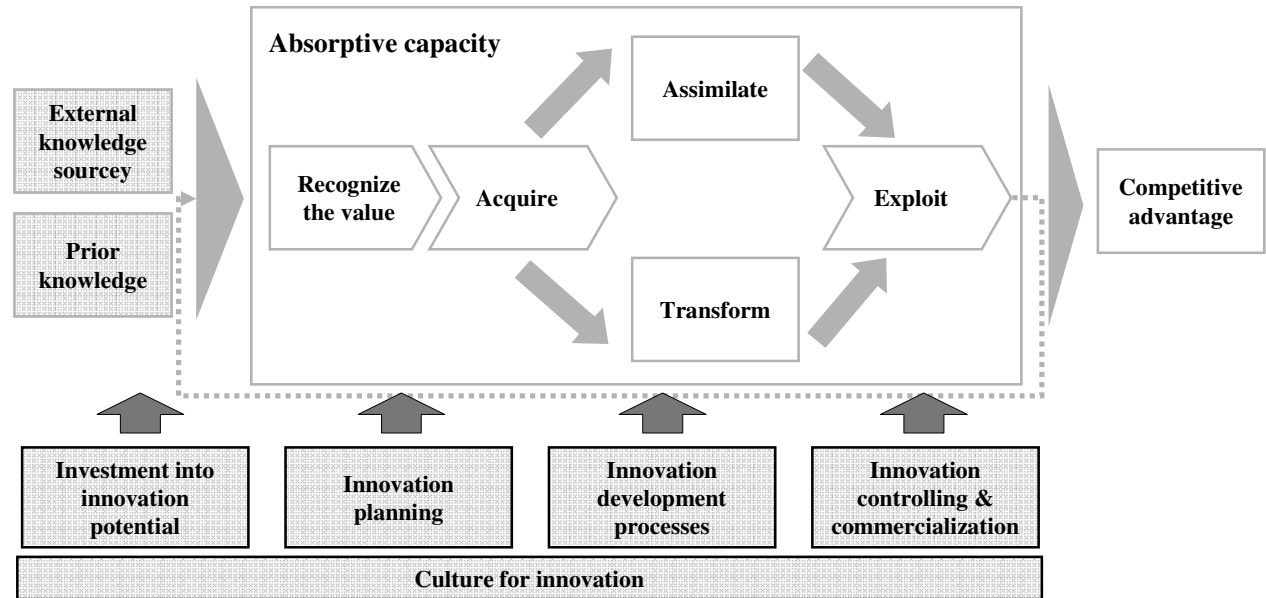 Absorptive capacity
External
knowledge
sourcey
Prior
knowledge
Recognize
the value
Acquire
Assimilate
Transform
Exploit
Competitive
advantage
Investment into
innovation
potential
Innovation
planning
Innovation
development
processes
Innovation
controlling &
commercialization
Culture for innovation